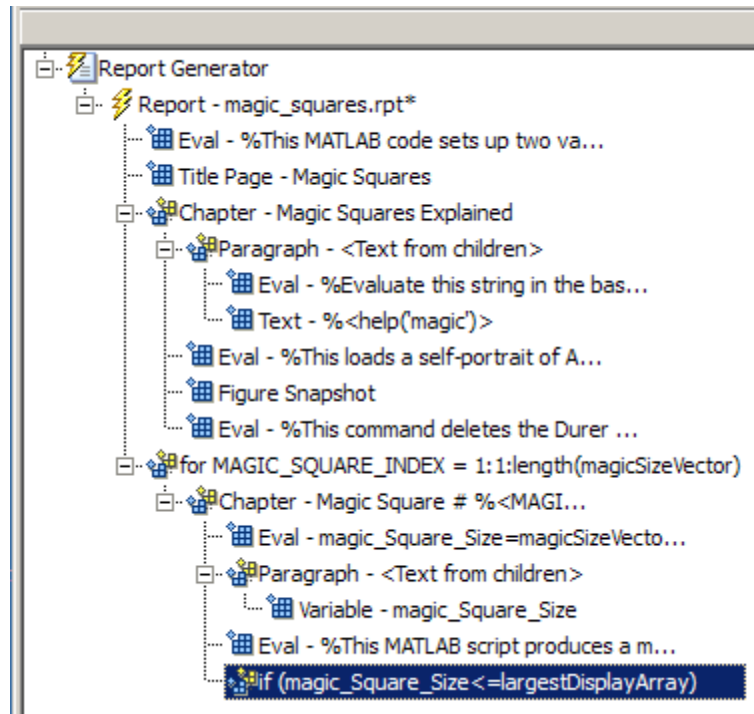 Report Generator
Report - magic_squares.rpt*
Eval - %This MATLAB code sets up two va...
Title Page - Magic Squares
Chapter - Magic Squares Explained
Paragraph - <Text from children>
Eval - %Evaluate this string in the bas...
Text - %<help('magic')>
Eval - %This loads a self-portrait of A...
Figure Snapshot
Eval - %This command deletes the Durer ...
for MAGIC_SQUARE_INDEX = 1:1:length(magicSizeVector)
Chapter - Magic Square # %<MAGI...
Eval - magic_Square_Size=magicSizeVecto...
Paragraph - <Text from children>
Variable - magic_Square_Size
Eval - %This MATLAB script produces a m...
if (magic_Square_Size<=largestDisplayArray)